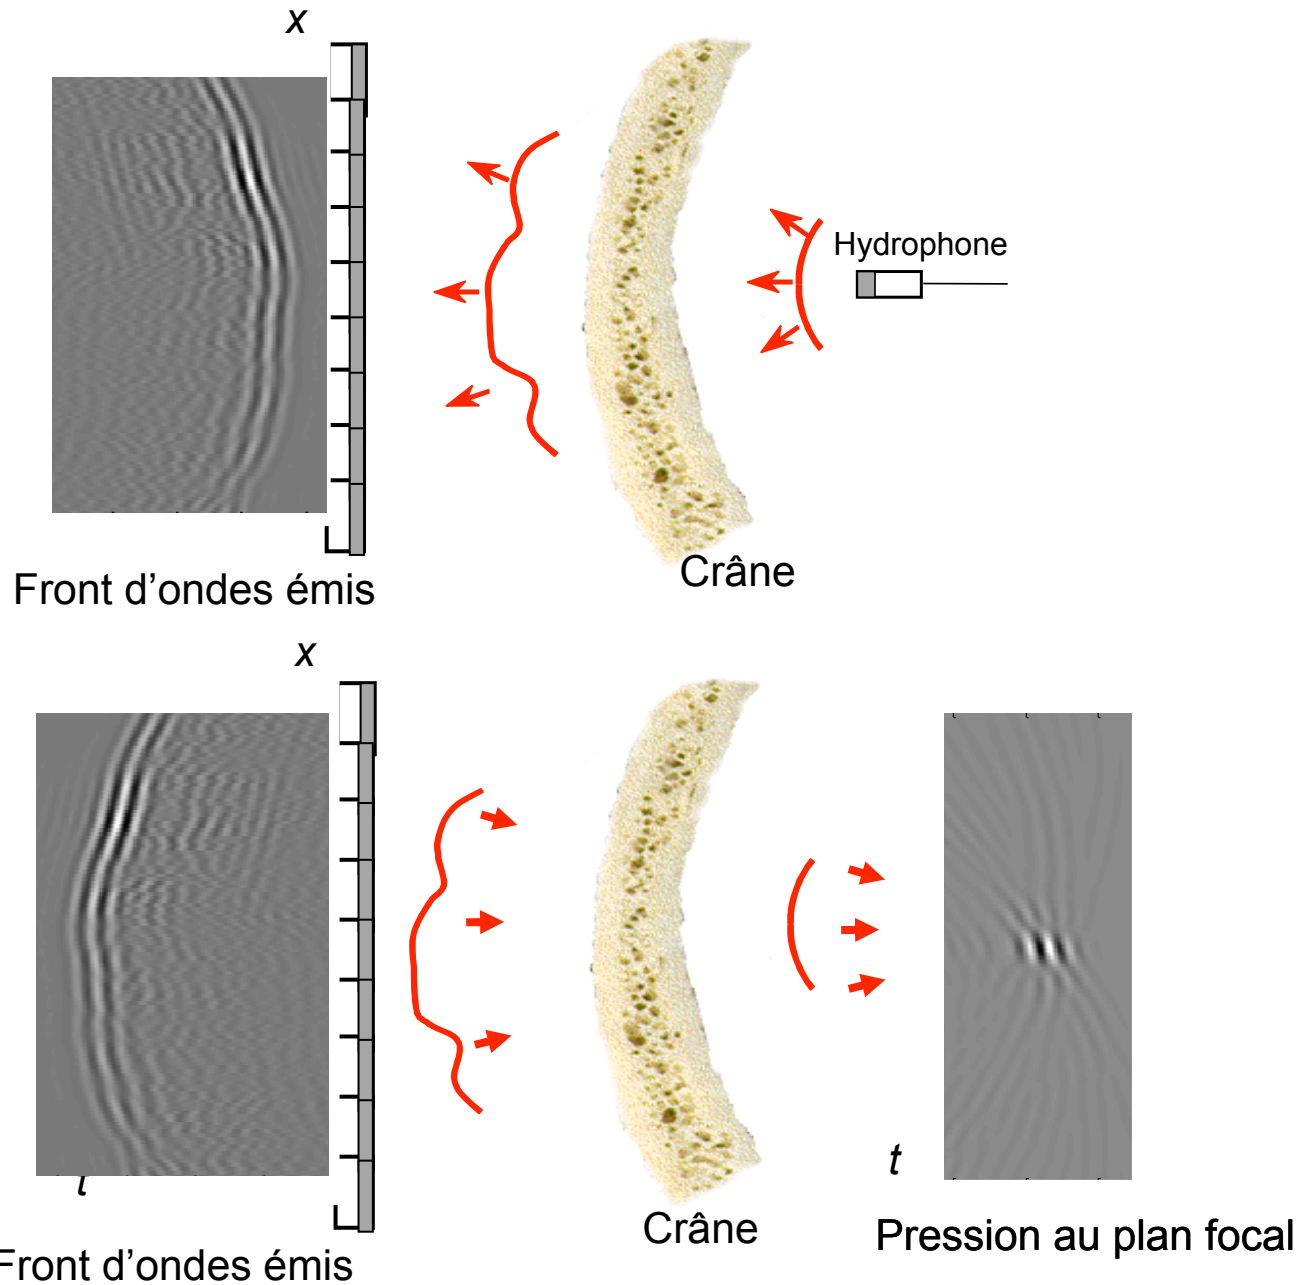 x
Hydrophone
Crâne
Front d’ondes émis
x
t
t
Crâne
Pression au plan focal
Front d’ondes émis